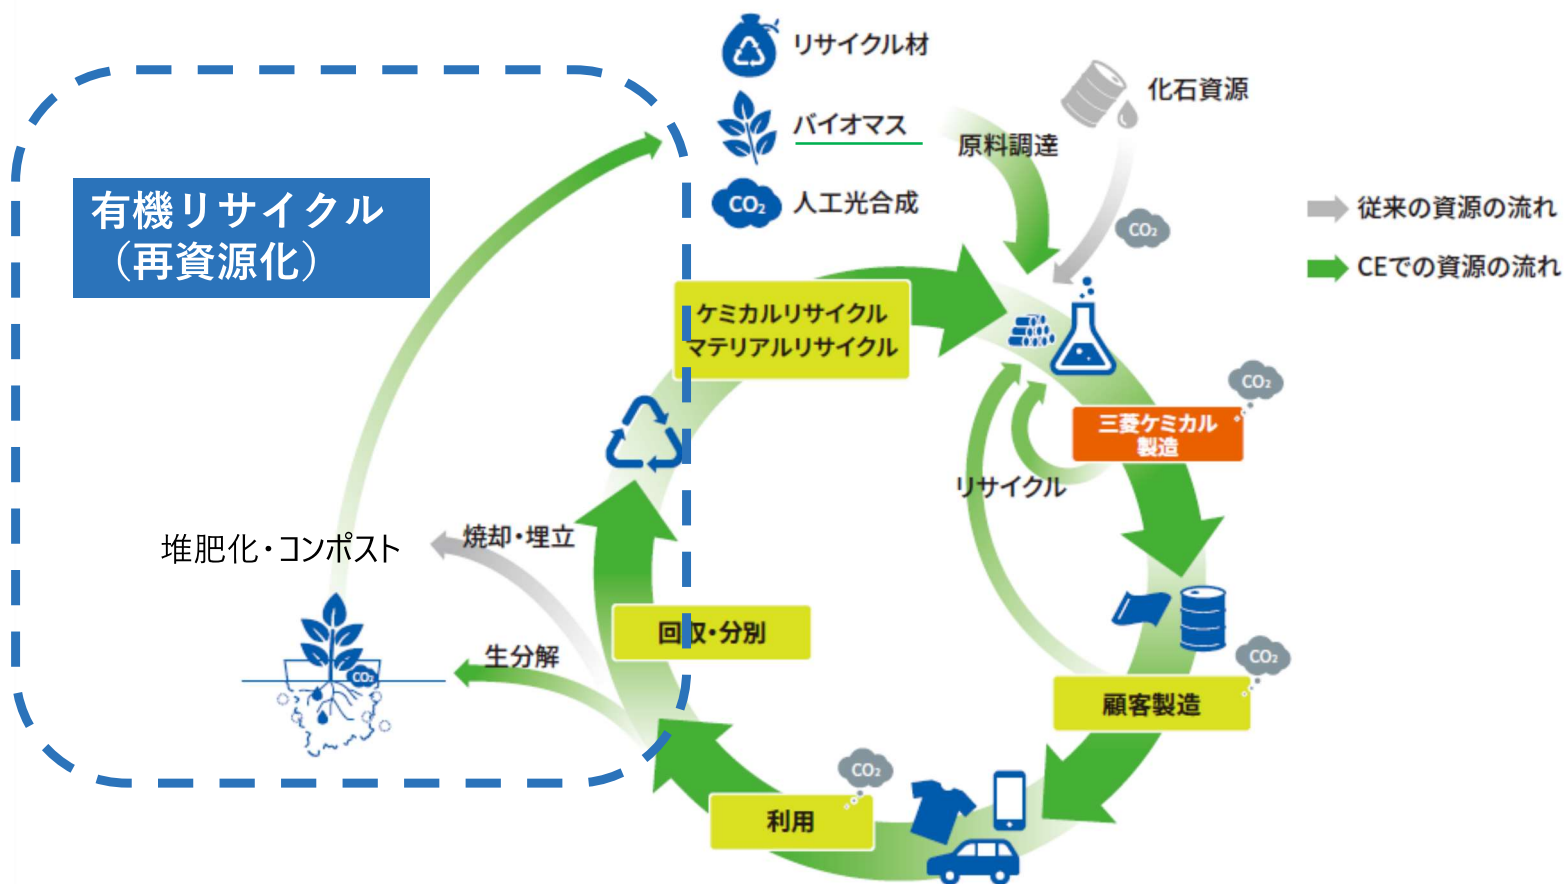 リサイクル材
バイオマス
CO₂ 人工光合成
化石資源
原料調達
CO₂
従来の資源の流れ
CEでの資源の流れ
有機リサイクル
（再資源化）
ケミカルリサイクル
マテリアルリサイクル
CO₂
三菱ケミカル
製造
リサイクル
焼却・埋立
堆肥化・コンポスト
回収・分別
生分解
CO₂
CO₂
顧客製造
CO₂
利用